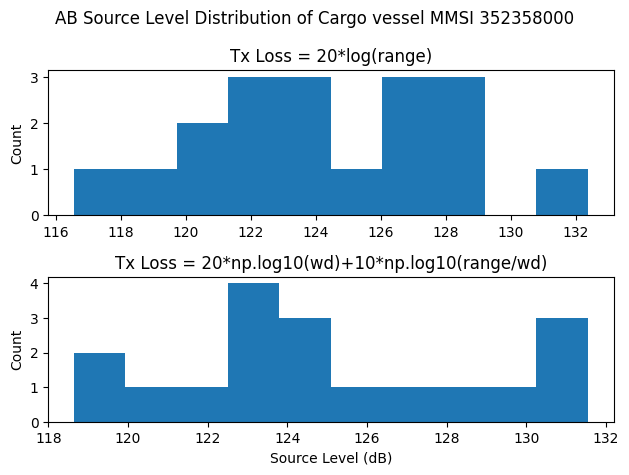 AB Source Level Distribution of Cargo vessel MMSI 352358000
Tx Loss = 20*log(range)
Count
3
2
1
0
116 118 120 122 124 126 128 130 132
Tx Loss = 20*np.log10(wd)+10*np.log10(range/wd)
Count
4
3
2
1
0
118 120 122 124 126 128 130 132
Source Level (dB)